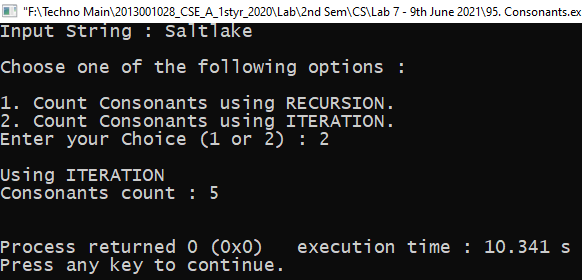 "F:\Techno Main\2013001028_CSE_A_1styr_2020\Lab\2nd Sem\CS\Lab 7 - 9th June 2021\95. Consonants.ex
Input String : Saltlake
Choose one of the following options :
1. Count Consonants using RECURSION.
2. Count Consonants using ITERATION.
Enter your Choice (1 or 2) : 2
Using ITERATION
Consonants count : 5
Process returned 0 (0x0)   execution time : 10.341 s
Press any key to continue.